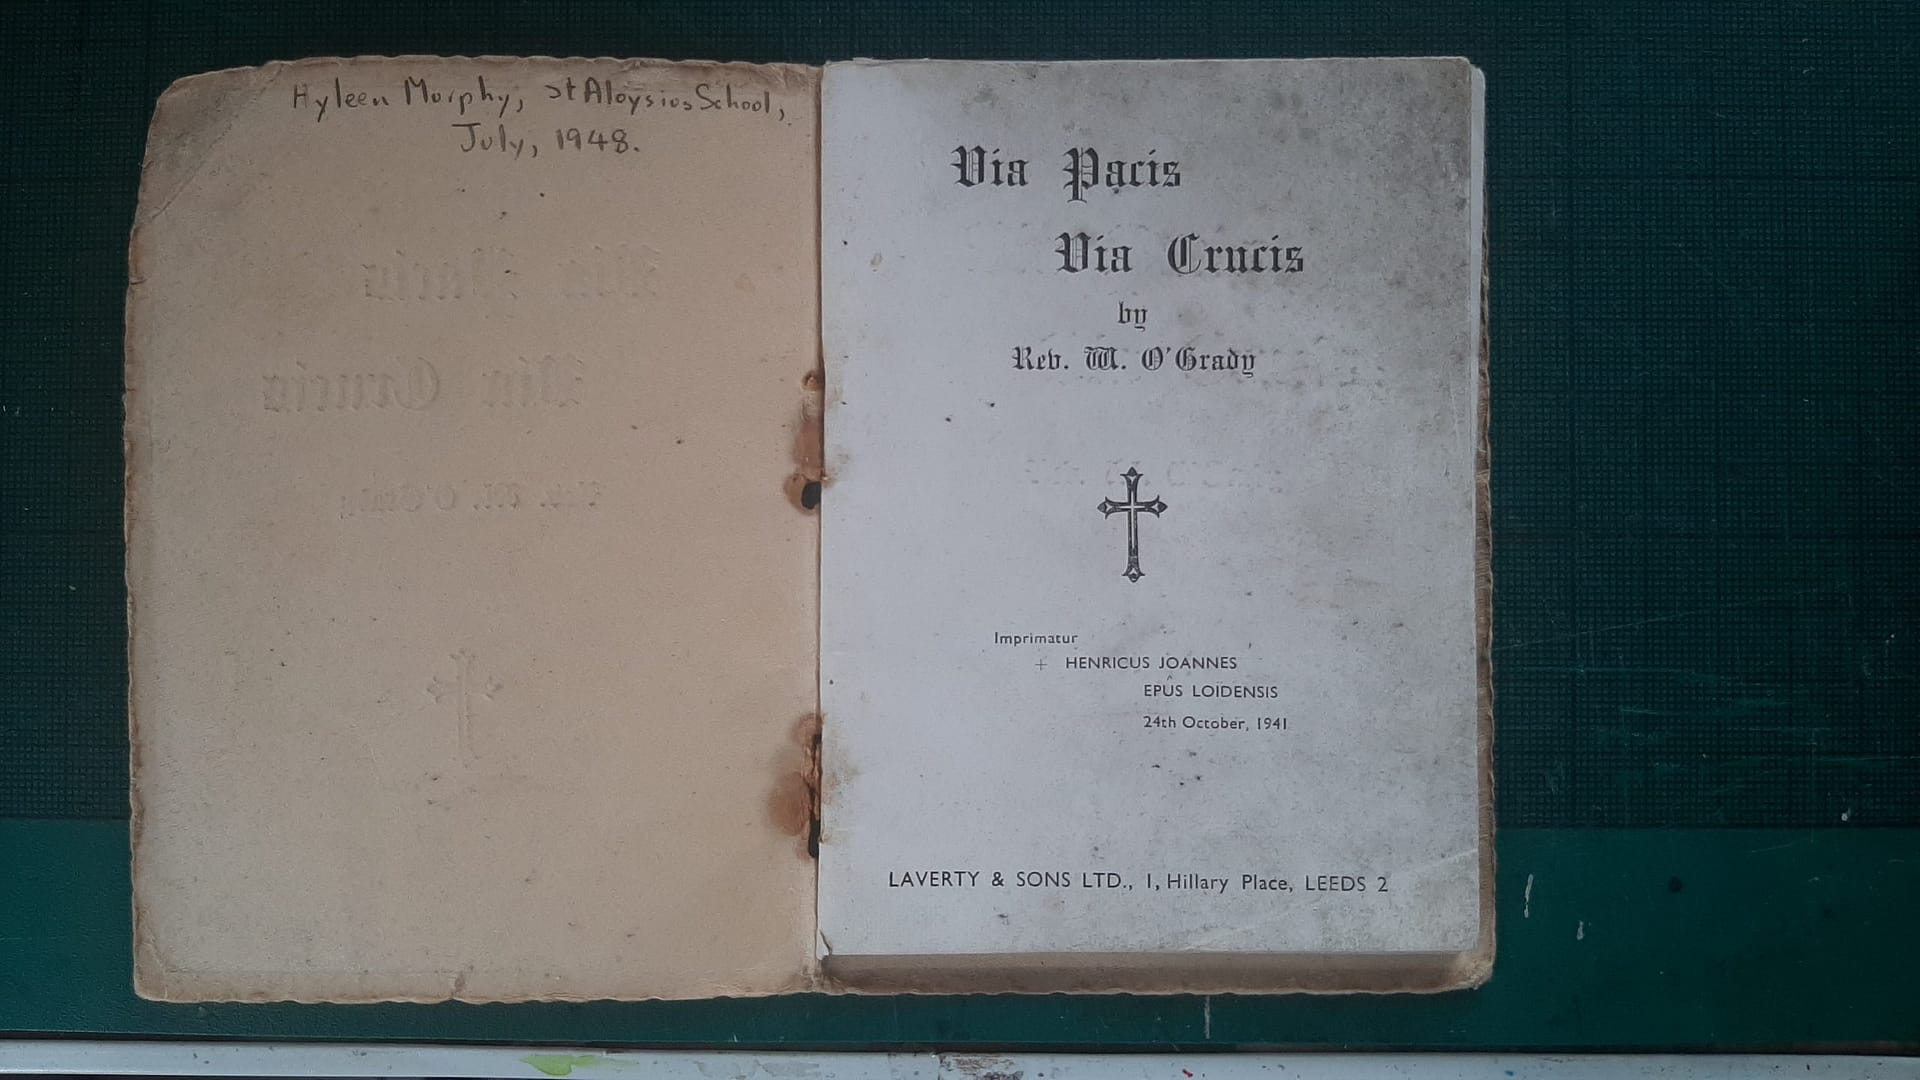 Hyleen Murphy, St Aloysius School,
July, 1948.
Via Pacis
Via Crucis
by
Rev. W. O'Grady
Imprimatur
+ HENRICUS JOANNES
EPÛS LOIDENSIS
24th October, 1941
LAVERTY & SONS LTD., 1, Hillary Place, LEEDS 2